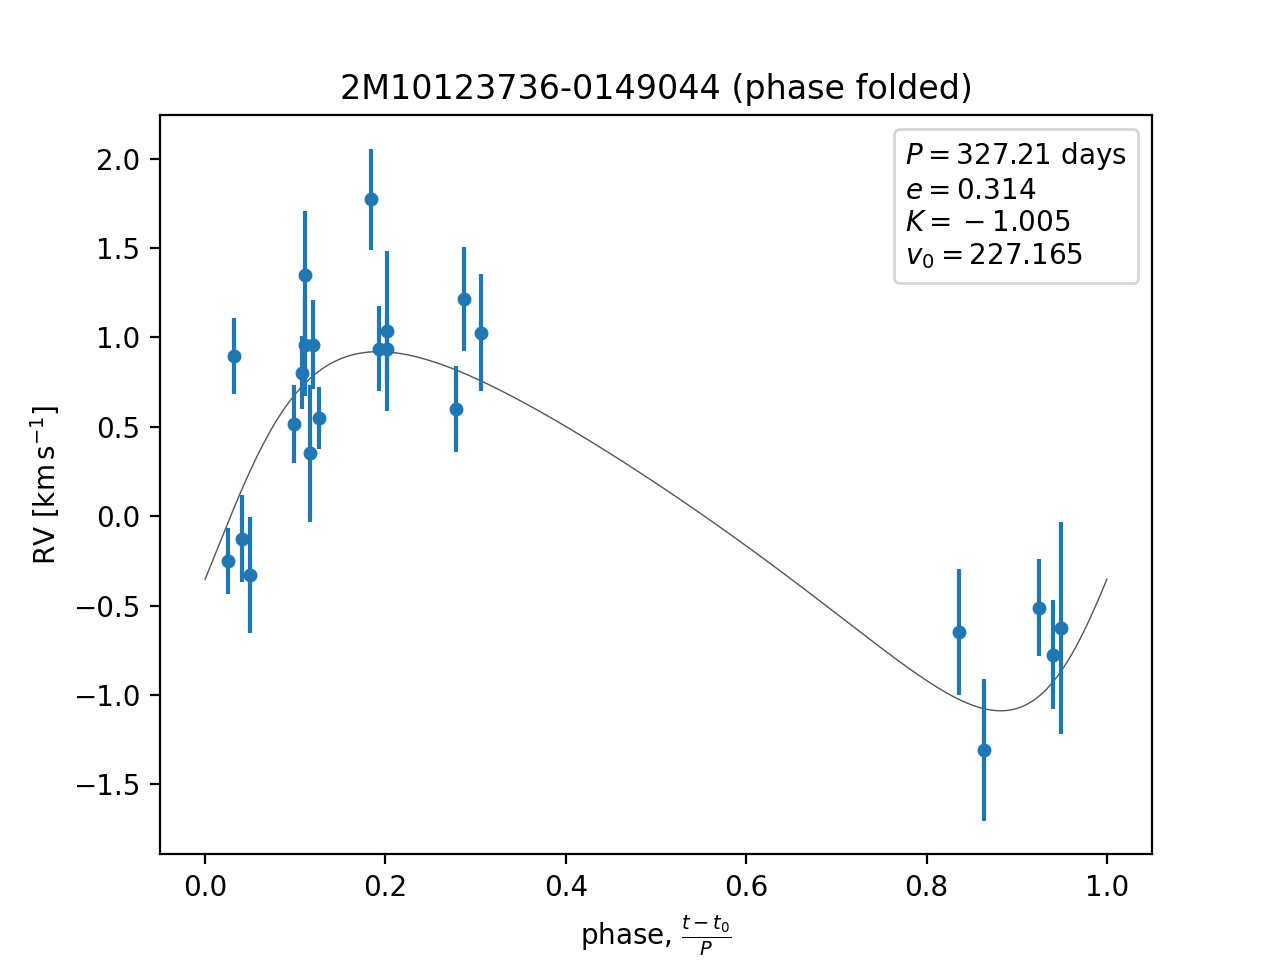 2M10123736-0149044 (phase folded)
P = 327.21 days
e = 0.314
K = −1.005
v₀ = 227.165
RV [km s⁻¹]
2.0
1.5
1.0
0.5
0.0
−0.5
−1.0
−1.5
0.0 0.2 0.4 0.6 0.8 1.0
phase, (t − t₀)/P